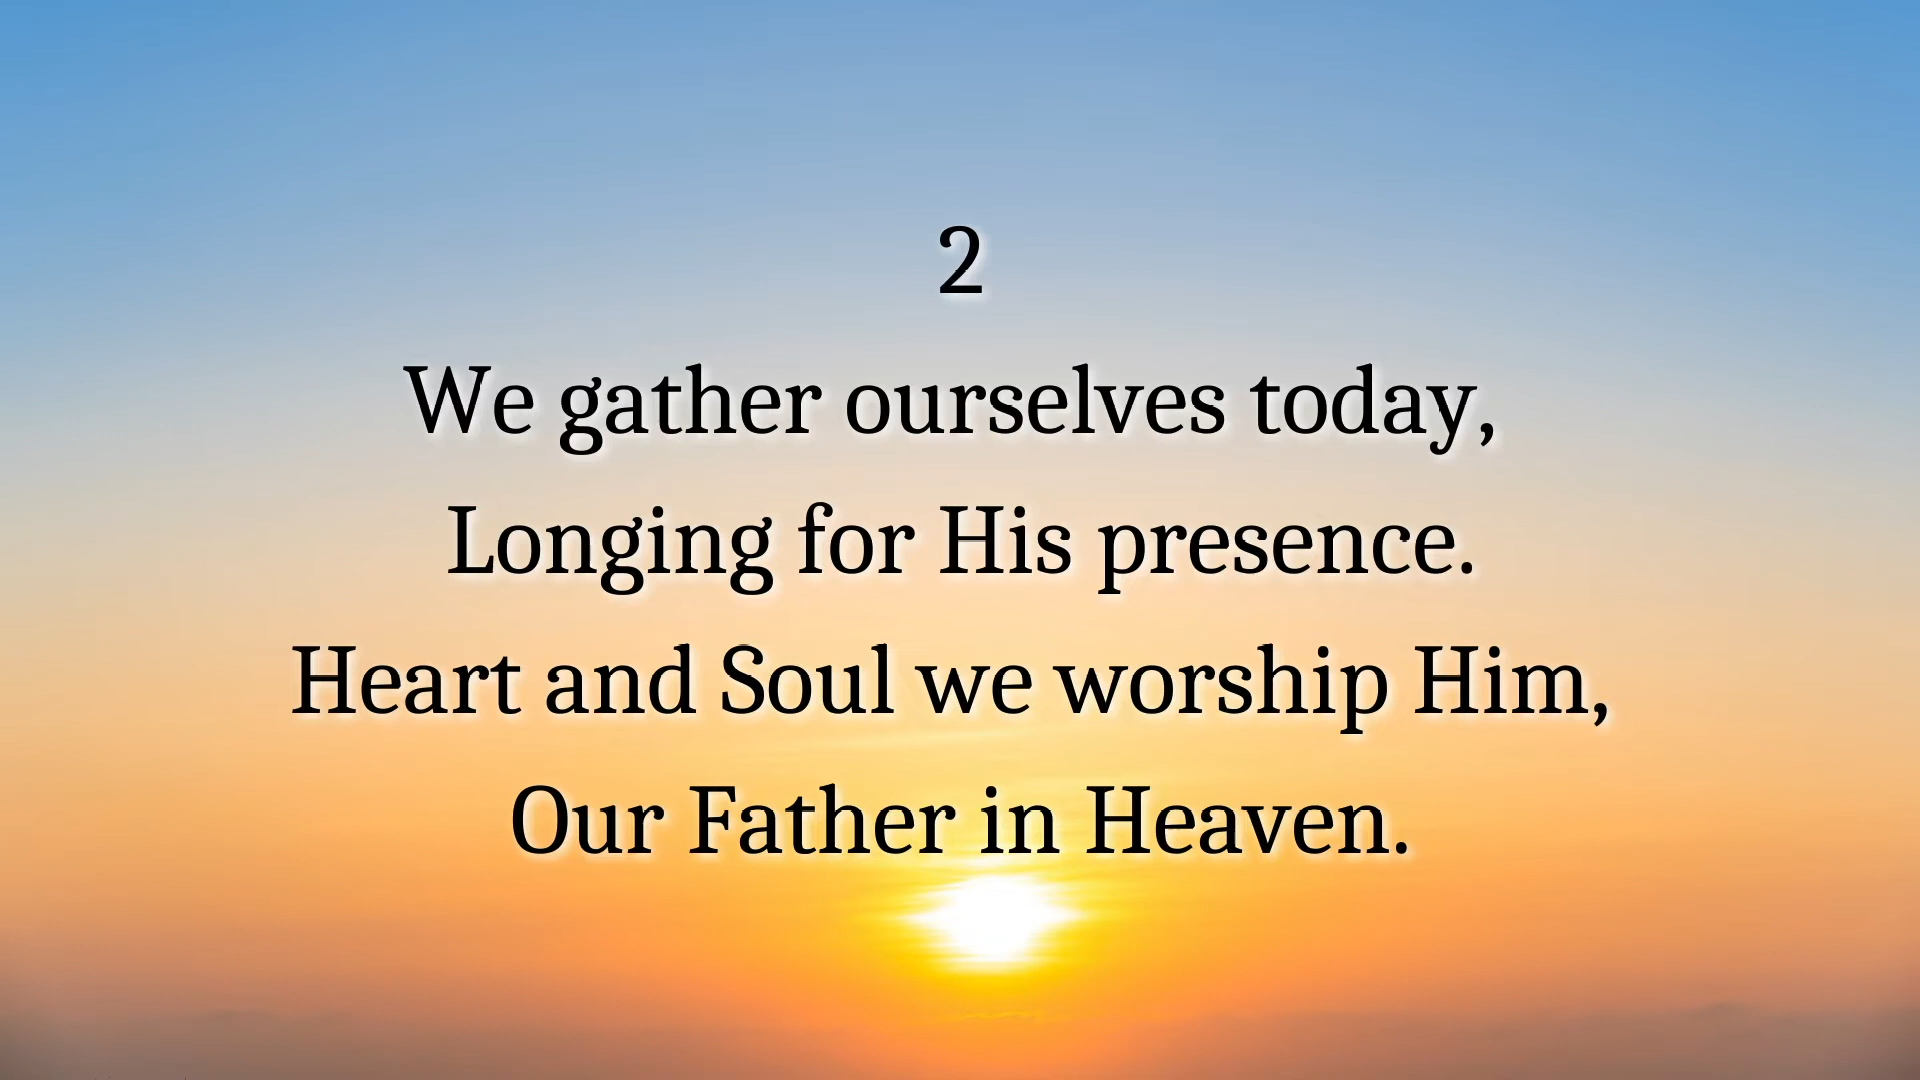 2
We gather ourselves today,
Longing for His presence.
Heart and Soul we worship Him,
Our Father in Heaven.